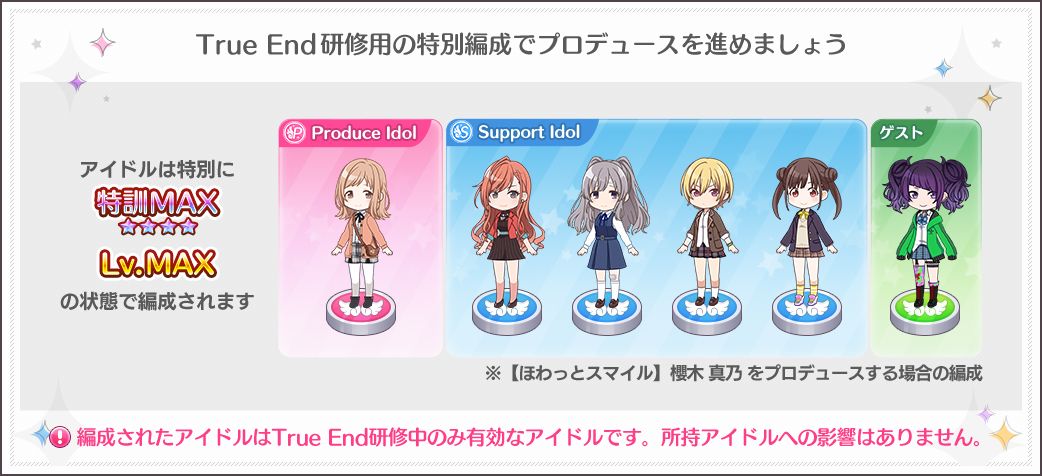 True End研修用の特別編成でプロデュースを進めましょう
アイドルは特別に
特訓MAX
Lv.MAX
の状態で編成されます
P Produce Idol
S Support Idol
ゲスト
※【ほわっとスマイル】櫻木 真乃 をプロデュースする場合の編成
! 編成されたアイドルはTrue End研修中のみ有効なアイドルです。所持アイドルへの影響はありません。